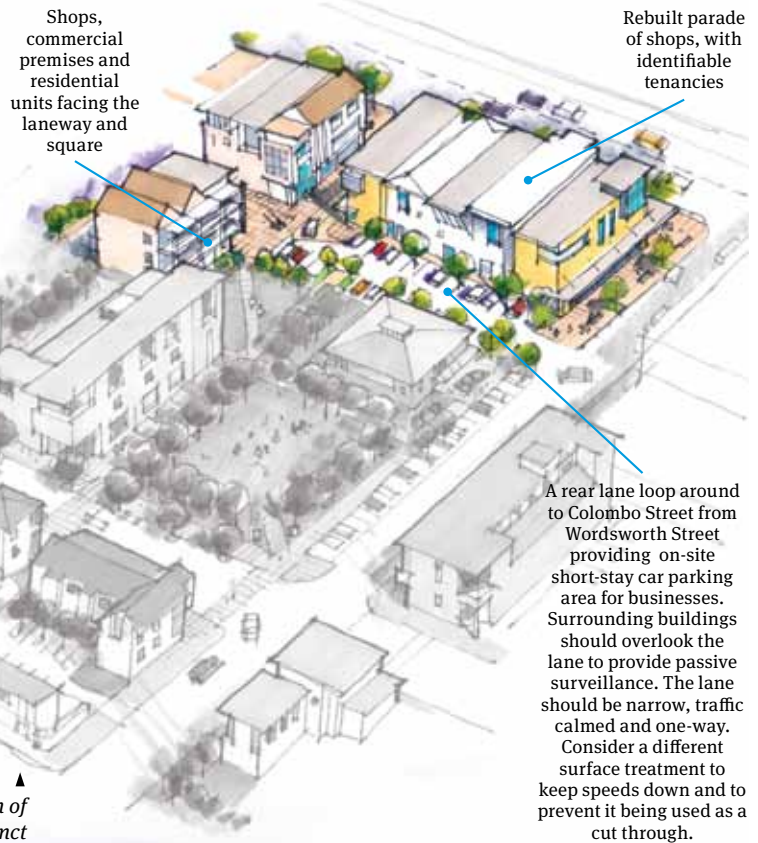 Shops,
commercial
premises and
residential
units facing the
laneway and
square
Rebuilt parade
of shops, with
identifiable
tenancies
A rear lane loop around
to Colombo Street from
Wordsworth Street
providing on-site
short-stay car parking
area for businesses.
Surrounding buildings
should overlook the
lane to provide passive
surveillance. The lane
should be narrow, traffic
calmed and one-way.
Consider a different
surface treatment to
keep speeds down and to
prevent it being used as a
cut through.
of